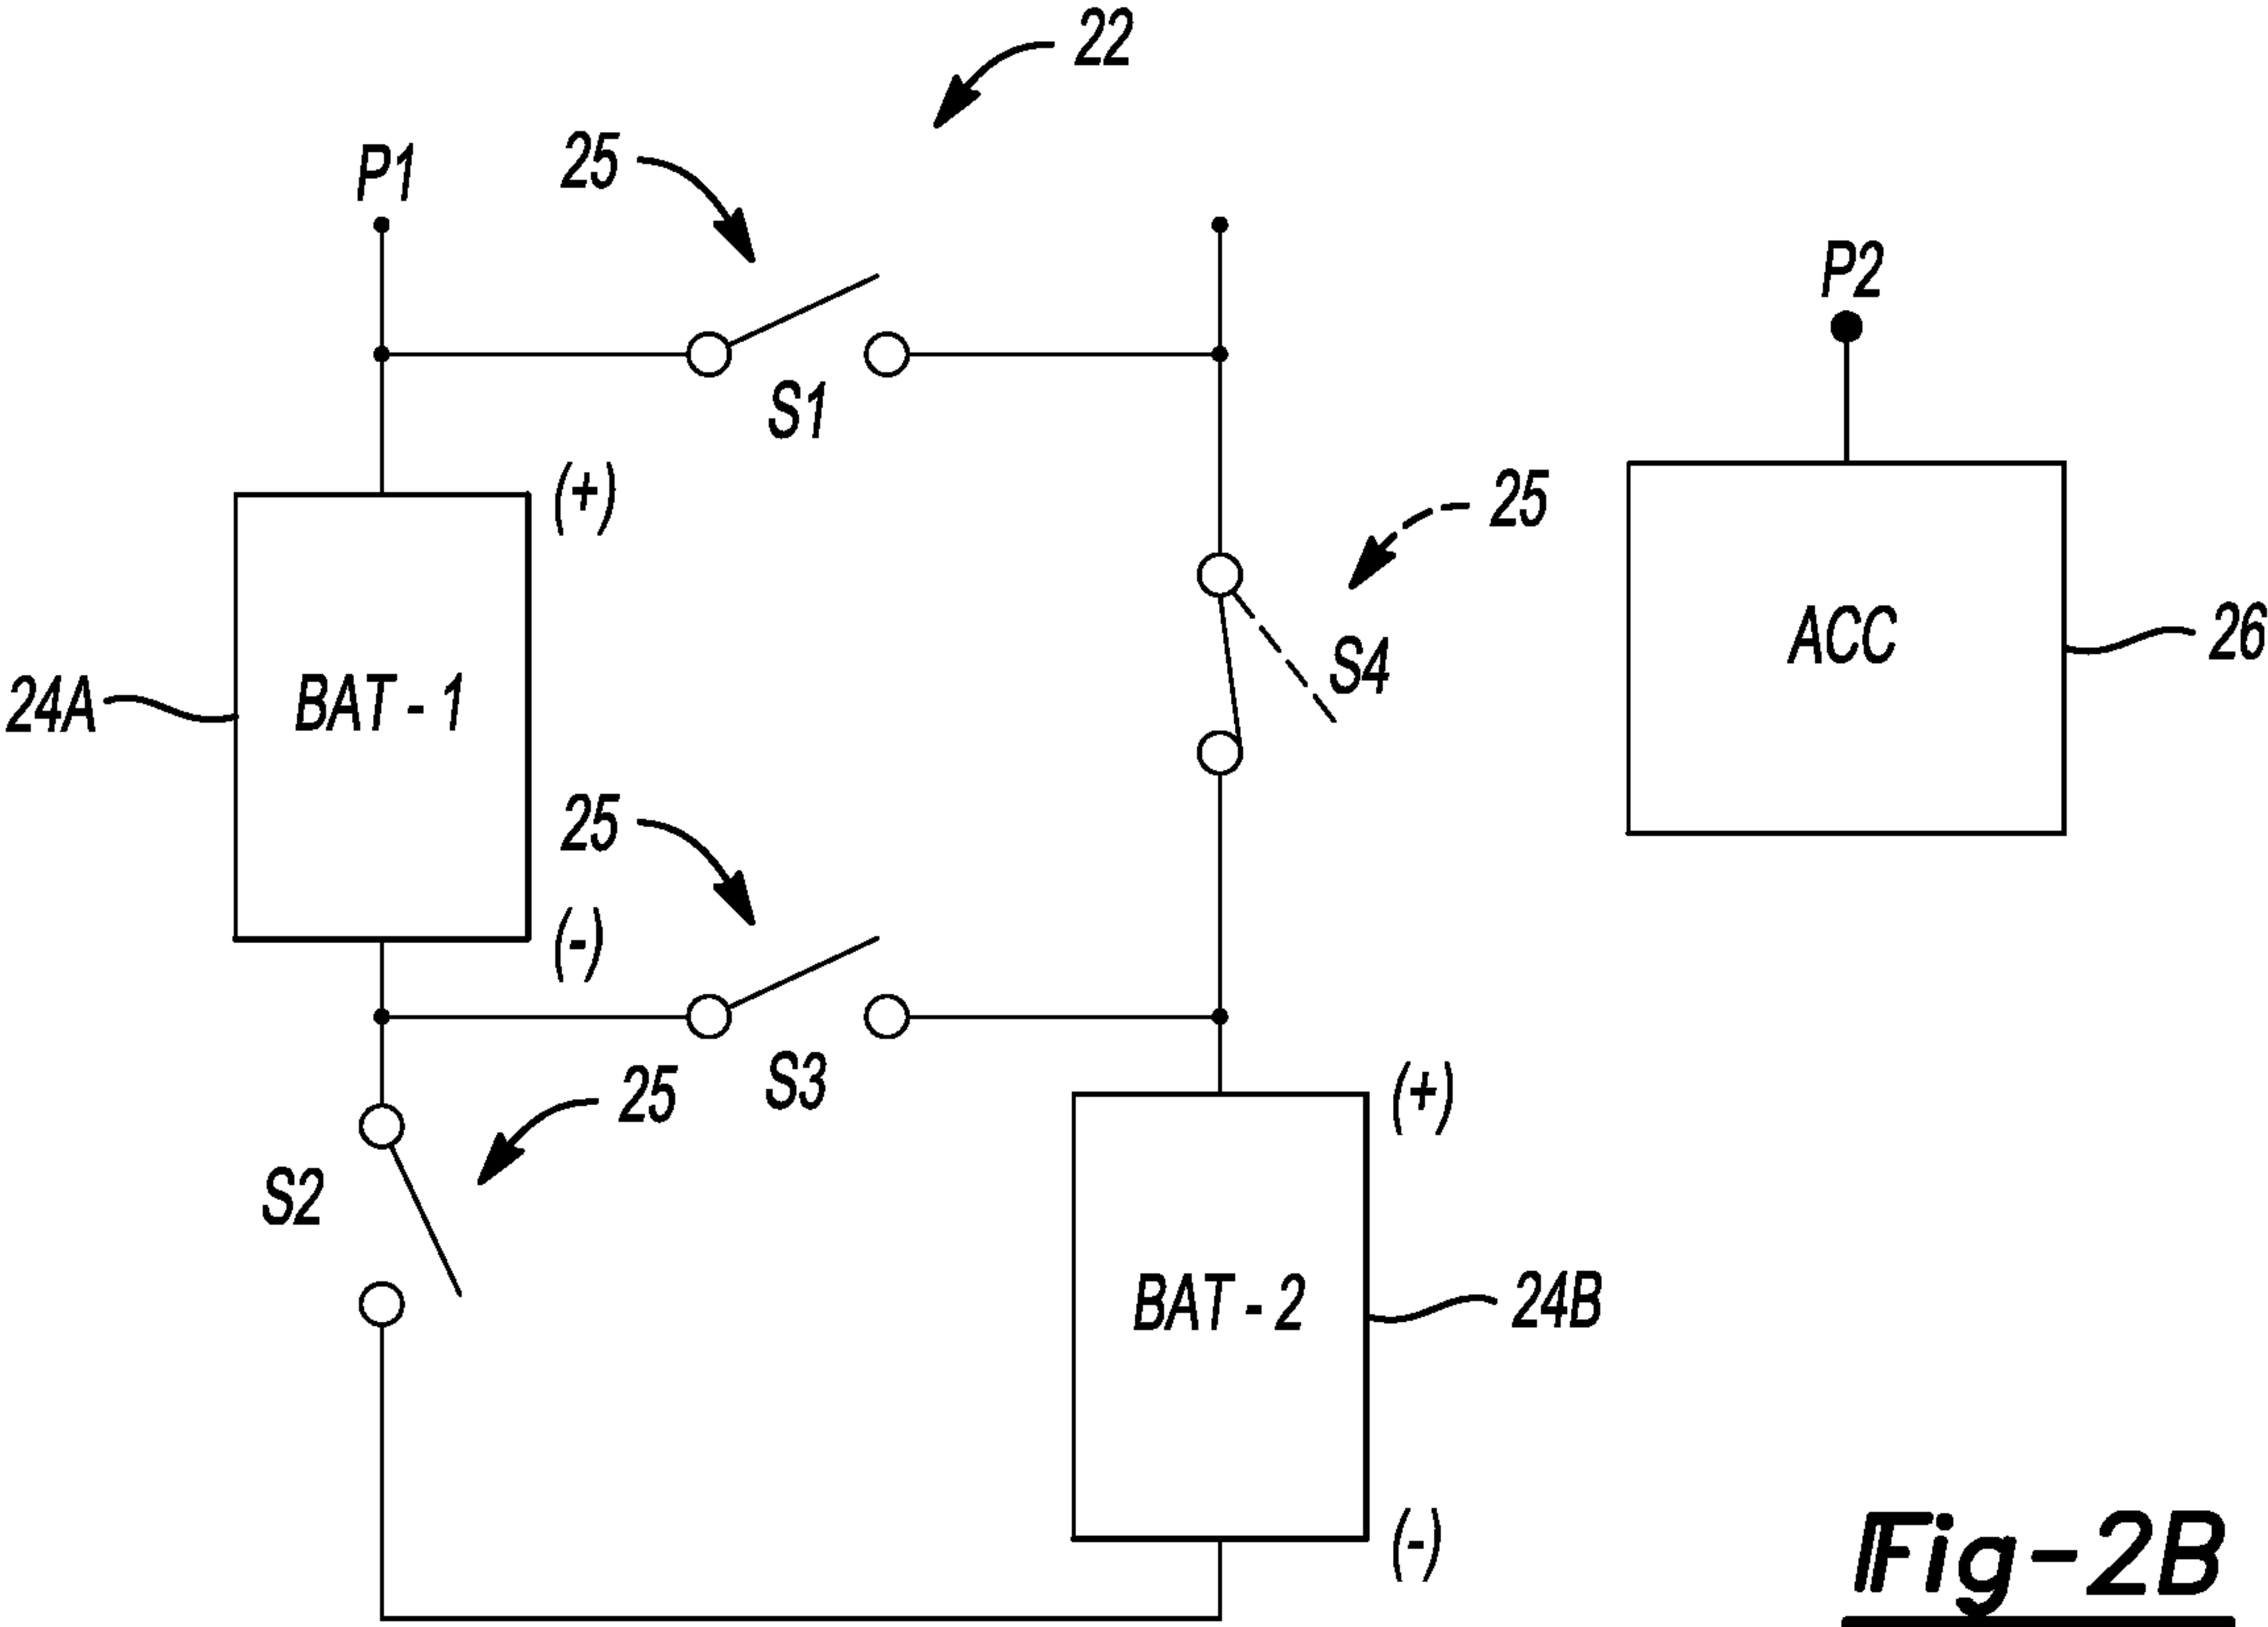 22
25
P1
P2
S1
(+)
25
ACC
26
S4
24A
BAT - 1
25
(-)
S3
25
(+)
S2
BAT - 2
24B
(-)
Fig-2B